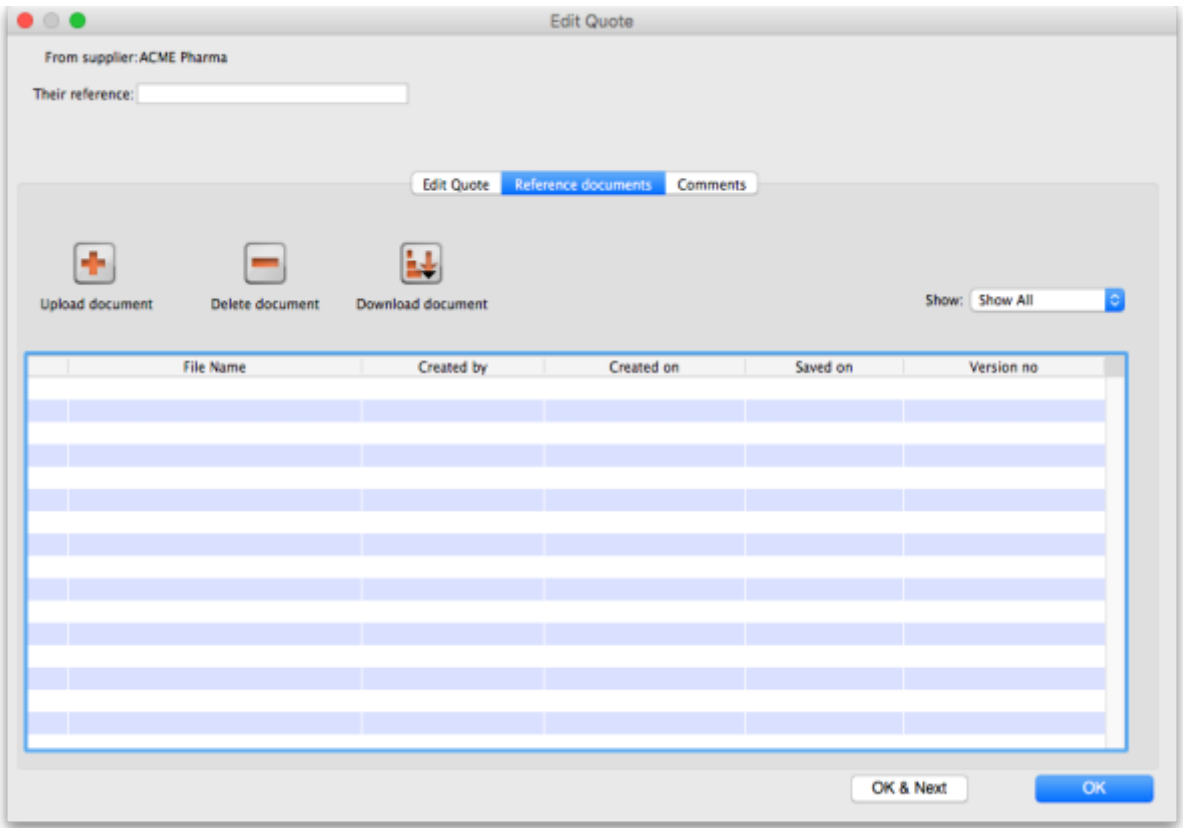 Edit Quote
From supplier: ACME Pharma
Their reference:
Edit Quote Reference documents Comments
Upload document Delete document Download document
Show: Show All
File Name Created by Created on Saved on Version no
OK & Next OK